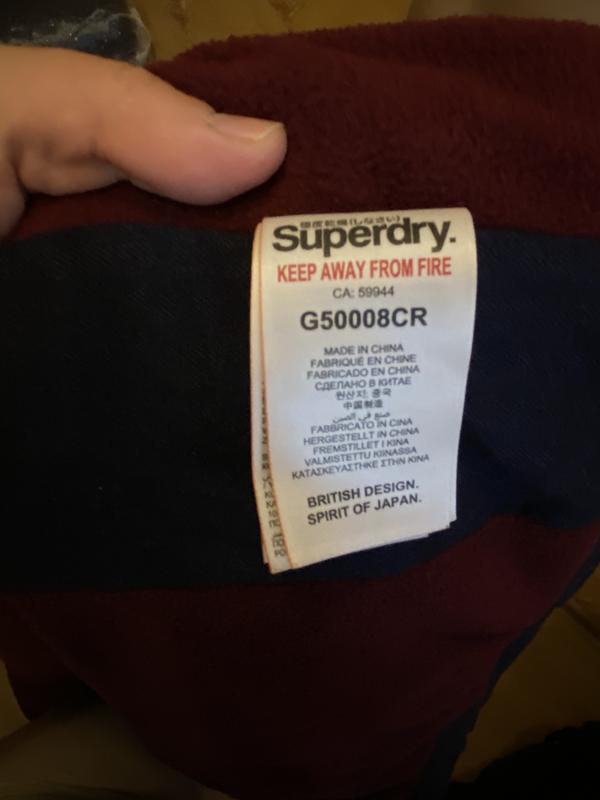 Superdry.
KEEP AWAY FROM FIRE
CA: 59944
G50008CR
MADE IN CHINA
FABRIQUÉ EN CHINE
FABRICADO EN CHINA
СДЕЛАНО В КИТАЕ
원산지: 중국
中国制造
صنع في الصين
FABBRICATO IN CINA
HERGESTELLT IN CHINA
FREMSTILLET I KINA
VALMISTETTU KIINASSA
ΚΑΤΑΣΚΕΥΑΣΤΗΚΕ ΣΤΗΝ ΚΙΝΑ
BRITISH DESIGN.
SPIRIT OF JAPAN.